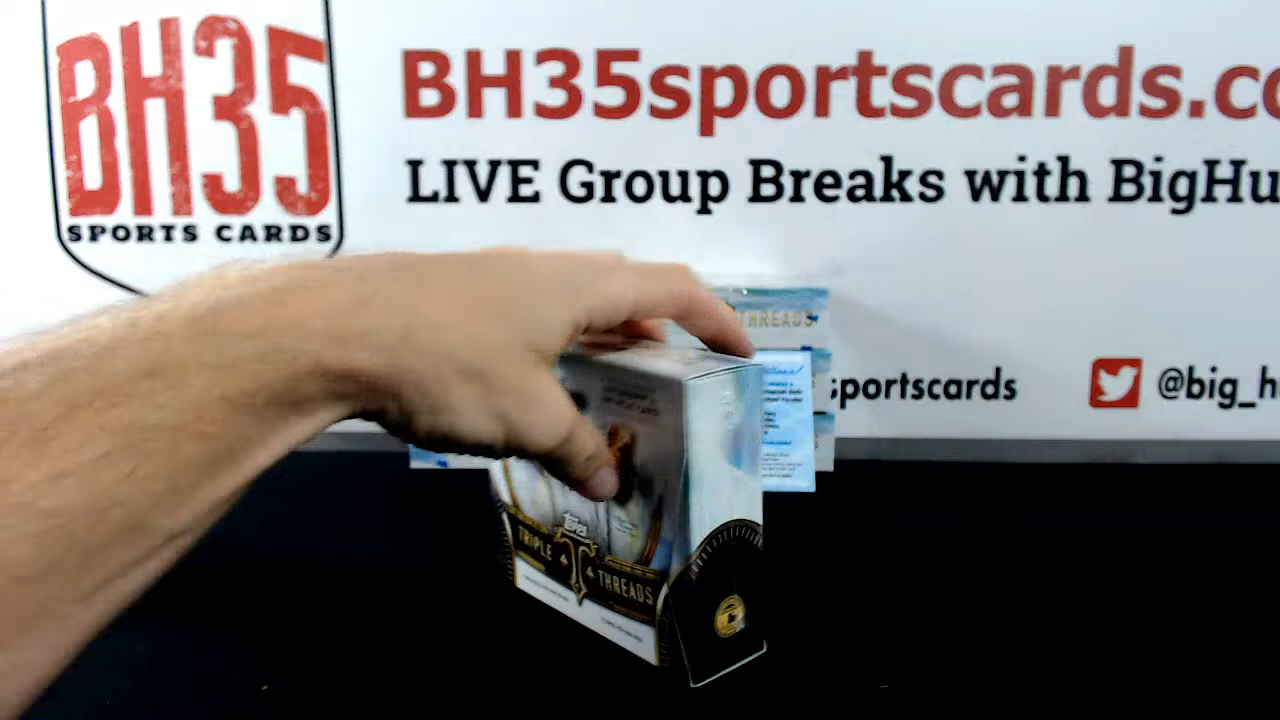 BH35
SPORTS CARDS
BH35sportscards.co
LIVE Group Breaks with BigHu
sportscards
@big_h
THREADS
Topps
TRIPLE
THREADS